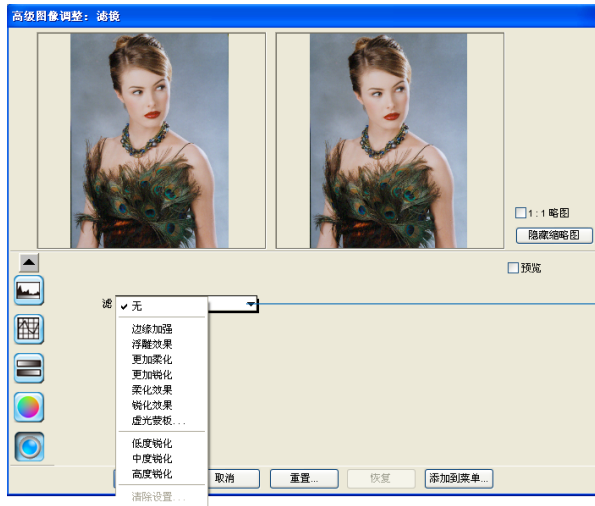 高级图像调整：滤镜
1:1略图
隐藏缩略图
预览
滤
无
边缘加强
浮雕效果
更加柔化
更加锐化
柔化效果
锐化效果
虚光蒙板...
低度锐化
中度锐化
高度锐化
清除设置...
取消
重置...
恢复
添加到菜单...